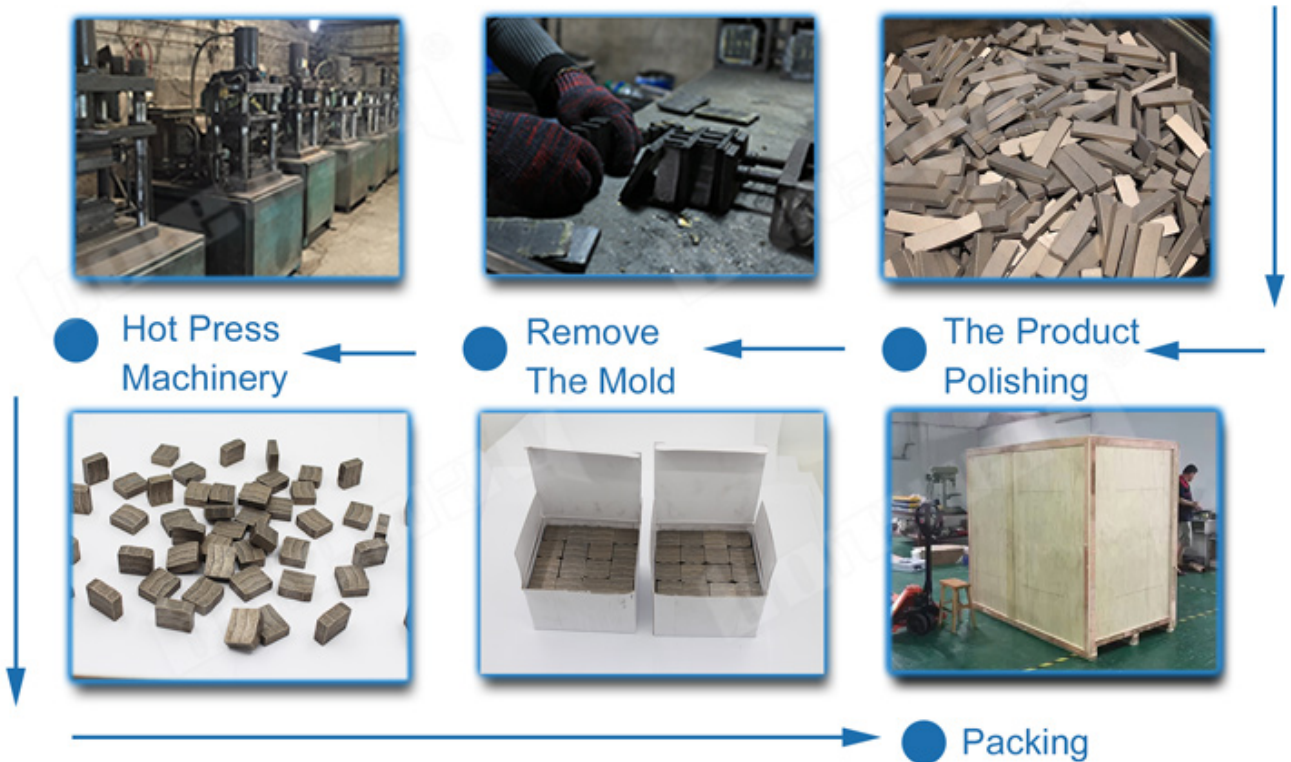 Hot Press
Machinery
Remove
The Mold
The Product
Polishing
Packing